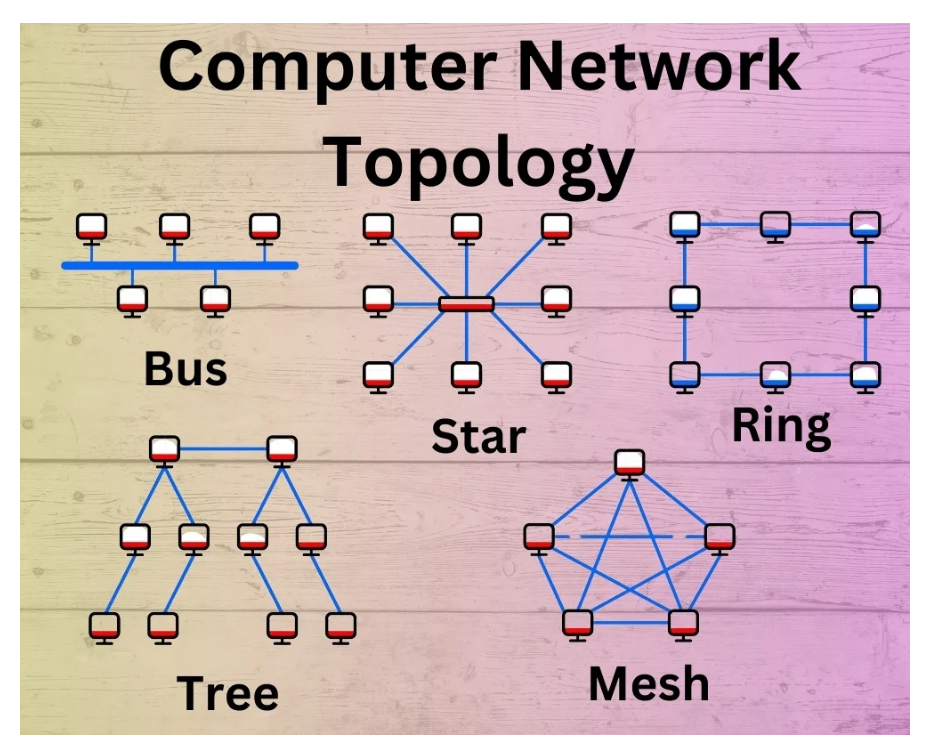 Computer Network
Topology
Bus
Star
Ring
Tree
Mesh